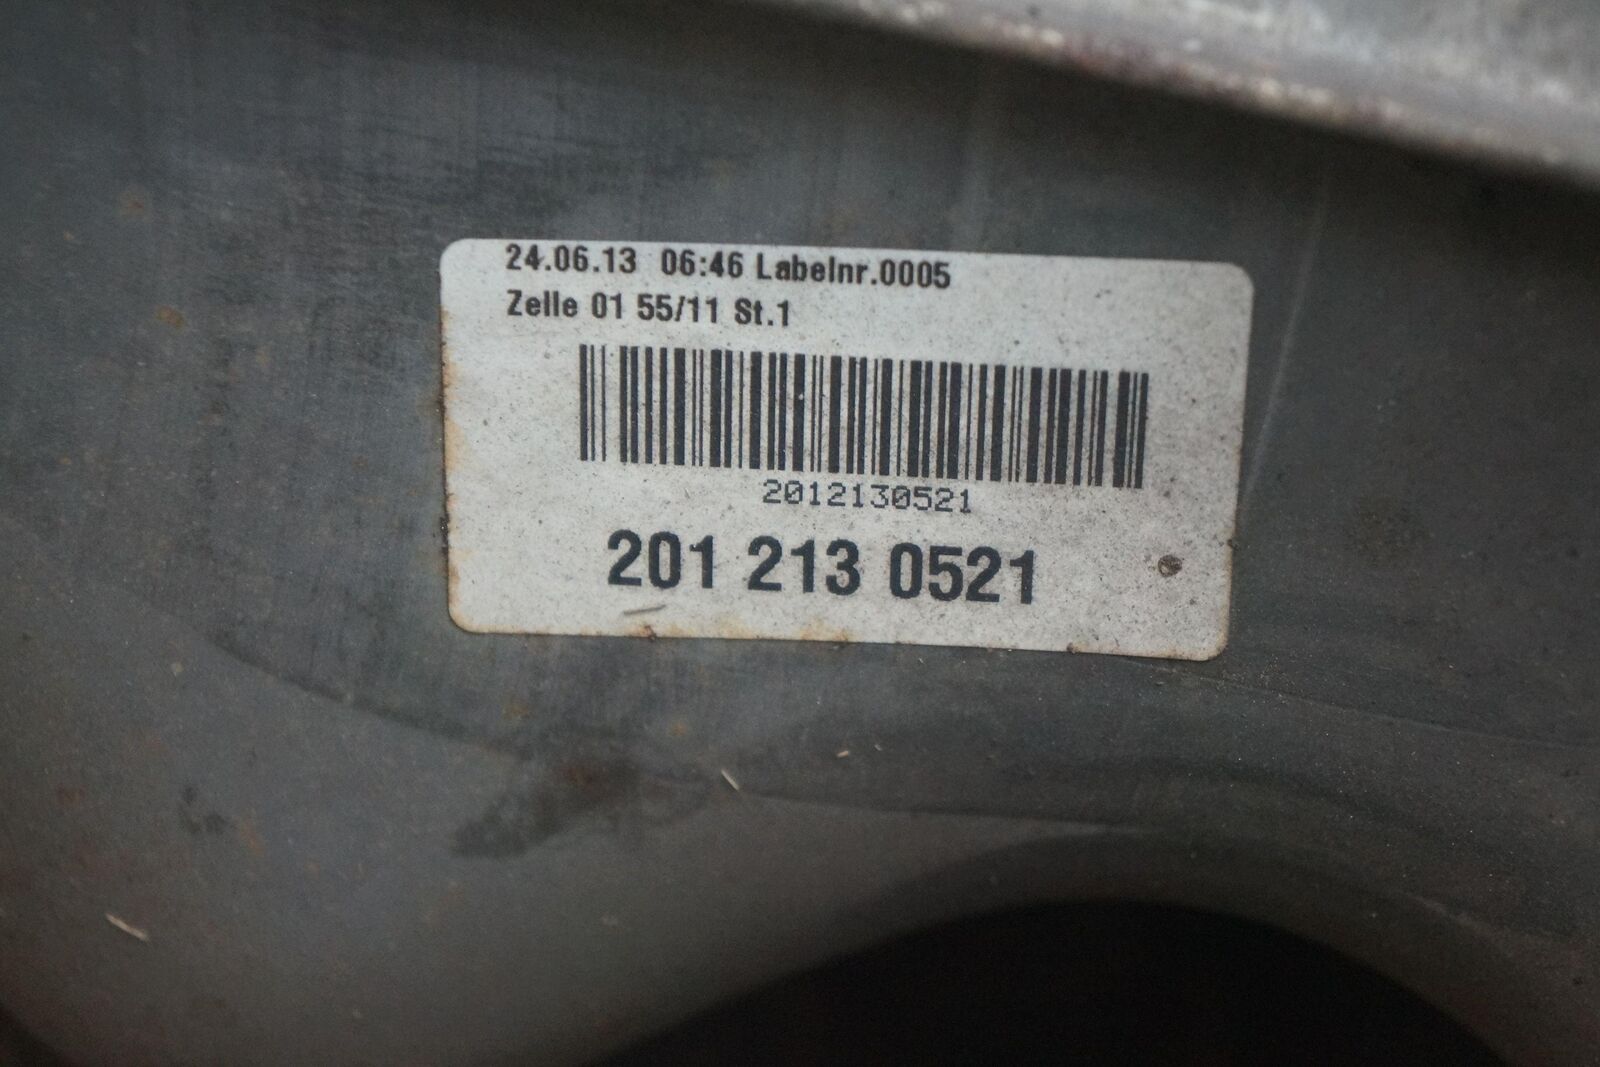 24.06.13 06:46 Labelnr.0005
Zelle 01 55/11 St.1
2012130521
201 213 0521